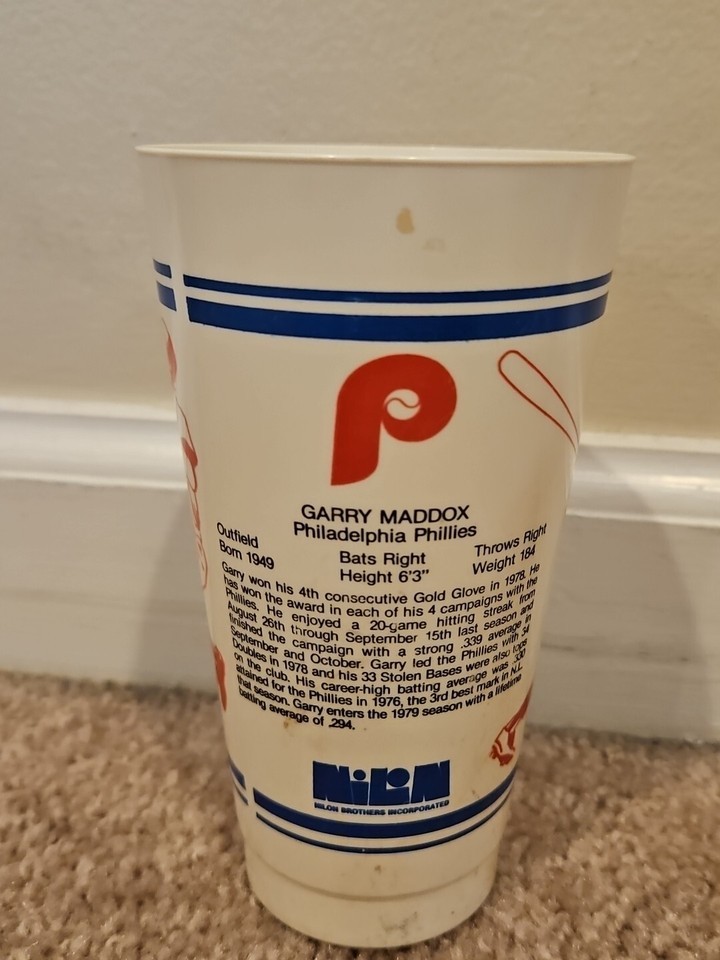 P
GARRY MADDOX
Philadelphia Phillies
Outfield Bats Right Throws Right
Born 1949 Height 6'3" Weight 184
Garry won his 4th consecutive Gold Glove in 1978. He
has won the award in each of his 4 campaigns with the
Phillies. He enjoyed a 20-game hitting streak from
August 26th through September 15th last season and
finished the campaign with a strong .339 average in
September and October. Garry led the Phillies with 34
Doubles in 1978 and his 33 Stolen Bases were also tops
on the club. His career-high batting average was .330
attained for the Phillies in 1976, the 3rd best mark in N.L.
that season. Garry enters the 1979 season with a lifetime
batting average of .294.
NiLoN
NILON BROTHERS INCORPORATED